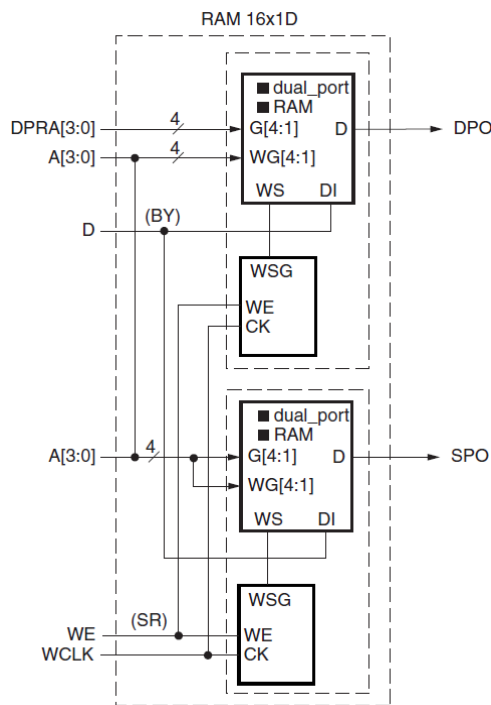 RAM 16x1D
dual_port
RAM
DPRA[3:0] 4 G[4:1] D DPO
A[3:0] 4 WG[4:1]
WS DI
D (BY)
WSG
WE
CK
dual_port
RAM
A[3:0] 4 G[4:1] D SPO
WG[4:1]
WS DI
WSG
WE (SR) WE
WCLK CK